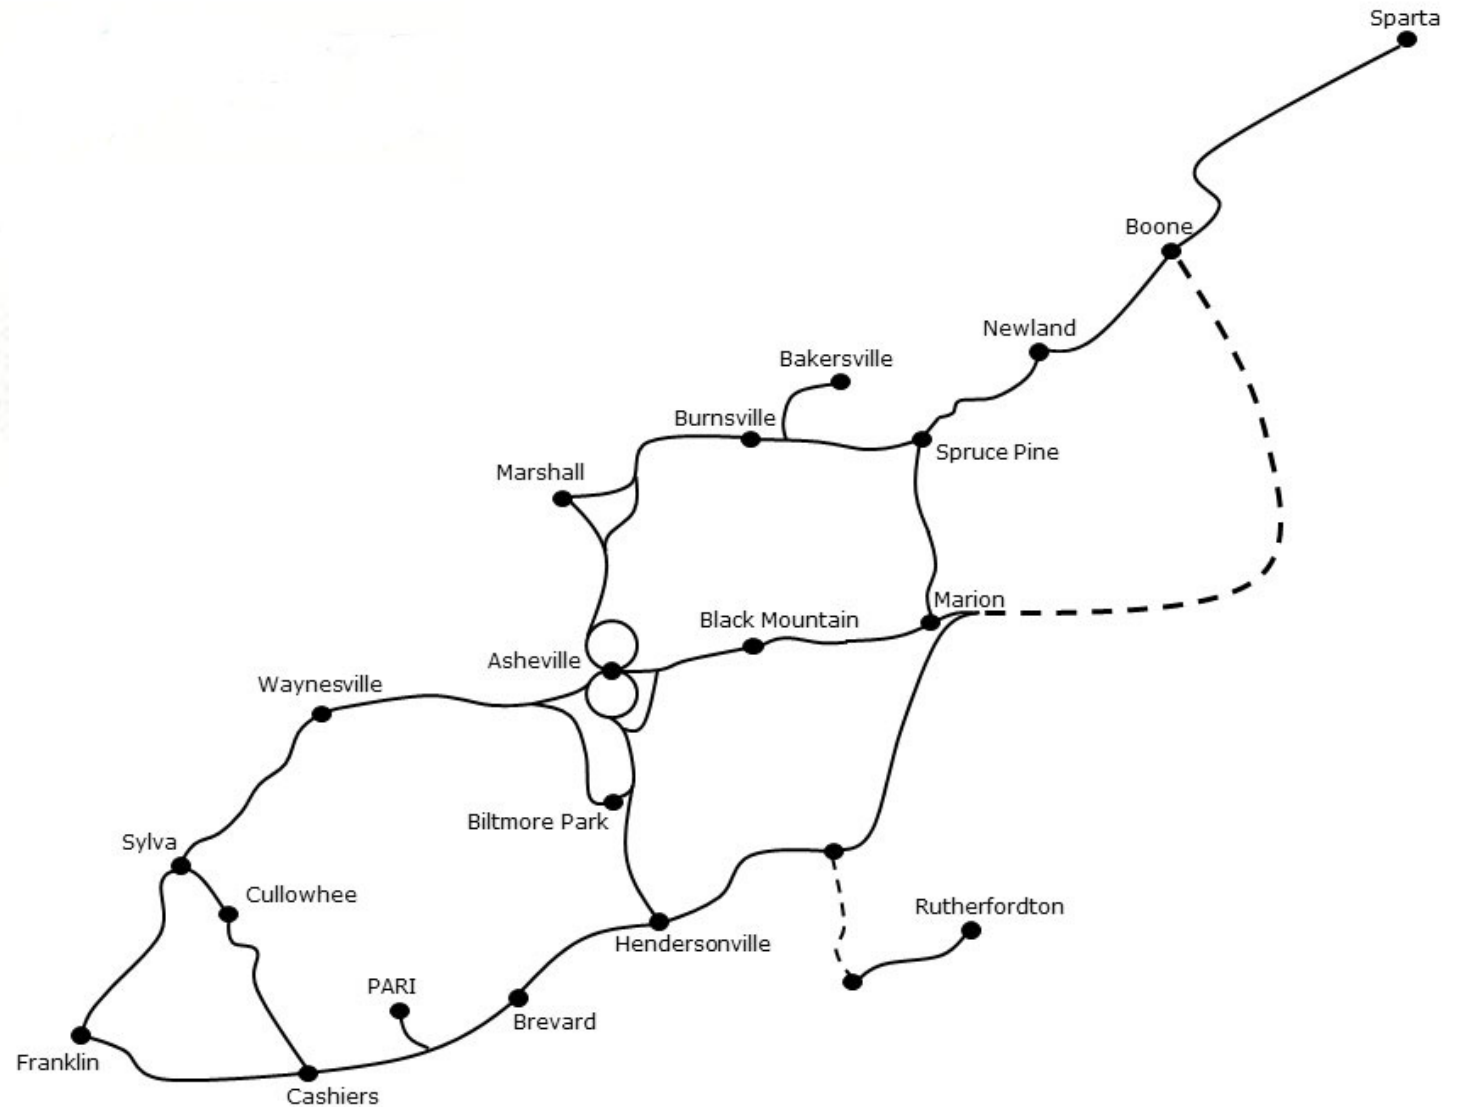 Sparta
Boone
Newland
Bakersville
Burnsville
Spruce Pine
Marshall
Marion
Black Mountain
Asheville
Waynesville
Biltmore Park
Sylva
Cullowhee
Rutherfordton
Hendersonville
PARI
Brevard
Franklin
Cashiers